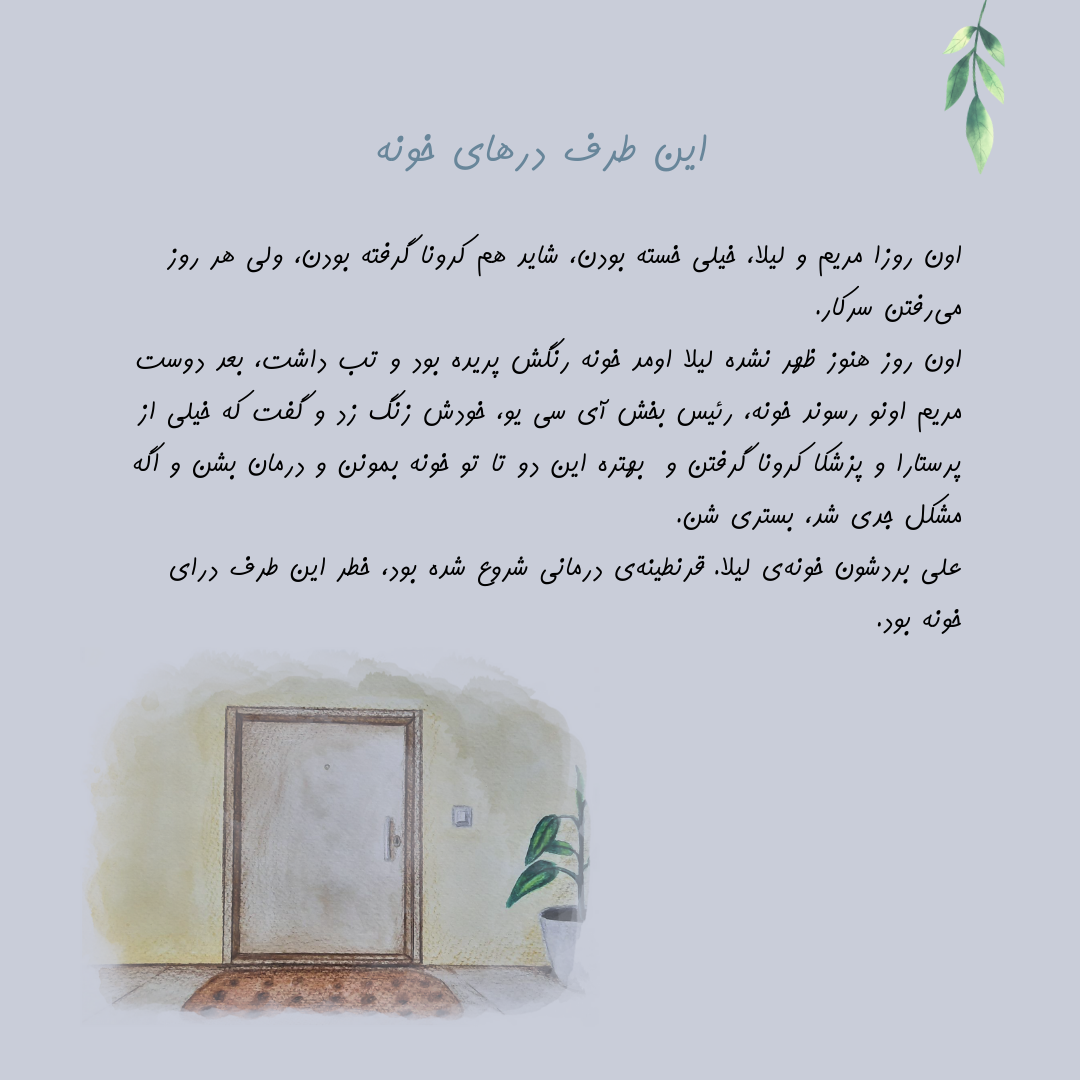 این طرف درهای خونه
اون روزا مریم و لیلا، خیلی خسته بودن، شاید هم کرونا گرفته بودن، ولی هر روز
می‌رفتن سرکار.
اون روز هنوز ظهر نشده لیلا اومد خونه رنگش پریده بود و تب داشت، بعد دوست
مریم اونو رسوند خونه، رئیس بخش آی سی یو، خودش زنگ زد و گفت که خیلی از
پرستارا و پزشکا کرونا گرفتن و بهتره این دو تا تو خونه بمونن و درمان بشن و اگه
مشکل جدی شد، بستری شن.
علی بردشون خونه‌ی لیلا. قرنطینه‌ی درمانی شروع شده بود، خطر این طرف درای
خونه بود.